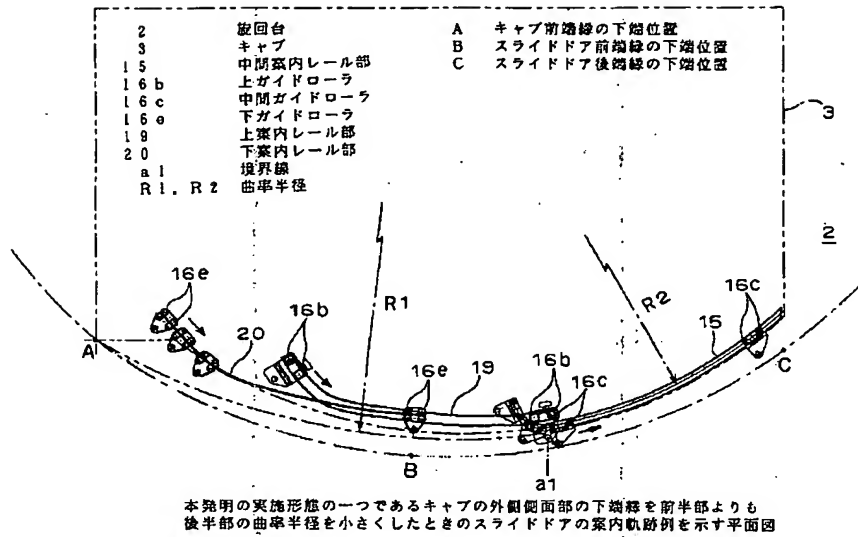 2 旋回台
3 キャブ
15 中間案内レール部
16b 上ガイドローラ
16c 中間ガイドローラ
16e 下ガイドローラ
19 上案内レール部
20 下案内レール部
a1 境界線
R1, R2 曲率半径
A キャブ前端縁の下端位置
B スライドドア前端縁の下端位置
C スライドドア後端縁の下端位置
3
2
16e
R1
R2
16c
16b
20
15
A
16e
19
16b
16c
C
B
a1
本発明の実施形態の一つであるキャブの外側側面部の下端縁を前半部よりも
後半部の曲率半径を小さくしたときのスライドドアの案内軌跡例を示す平面図